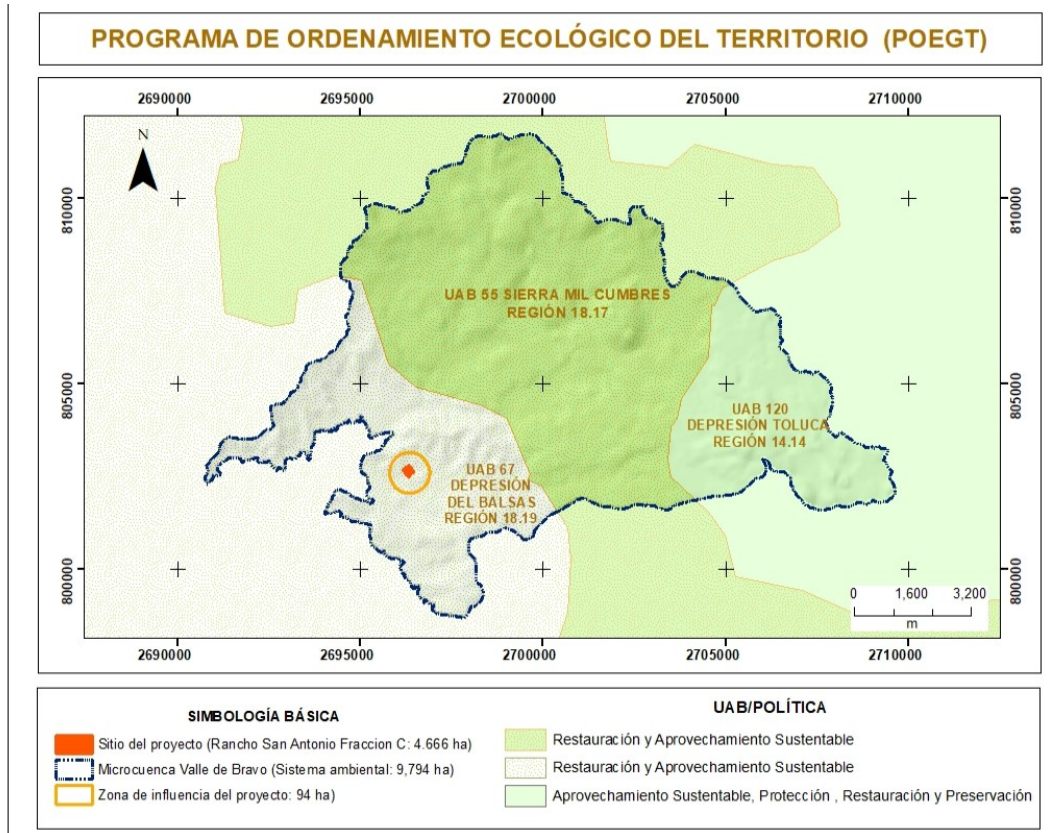 PROGRAMA DE ORDENAMIENTO ECOLÓGICO DEL TERRITORIO (POEGT)
2690000 2695000 2700000 2705000 2710000
N
810000 810000
UAB 55 SIERRA MIL CUMBRES
REGIÓN 18.17
805000 805000
UAB 120
DEPRESIÓN TOLUCA
REGIÓN 14.14
UAB 67
DEPRESIÓN
DEL BALSAS
REGIÓN 18.19
800000 800000
0 1,600 3,200
m
2690000 2695000 2700000 2705000 2710000
SIMBOLOGÍA BÁSICA
Sitio del proyecto (Rancho San Antonio Fraccion C: 4.666 ha)
Microcuenca Valle de Bravo (Sistema ambiental: 9,794 ha)
Zona de influencia del proyecto: 94 ha)
UAB/POLÍTICA
Restauración y Aprovechamiento Sustentable
Restauración y Aprovechamiento Sustentable
Aprovechamiento Sustentable, Protección , Restauración y Preservación